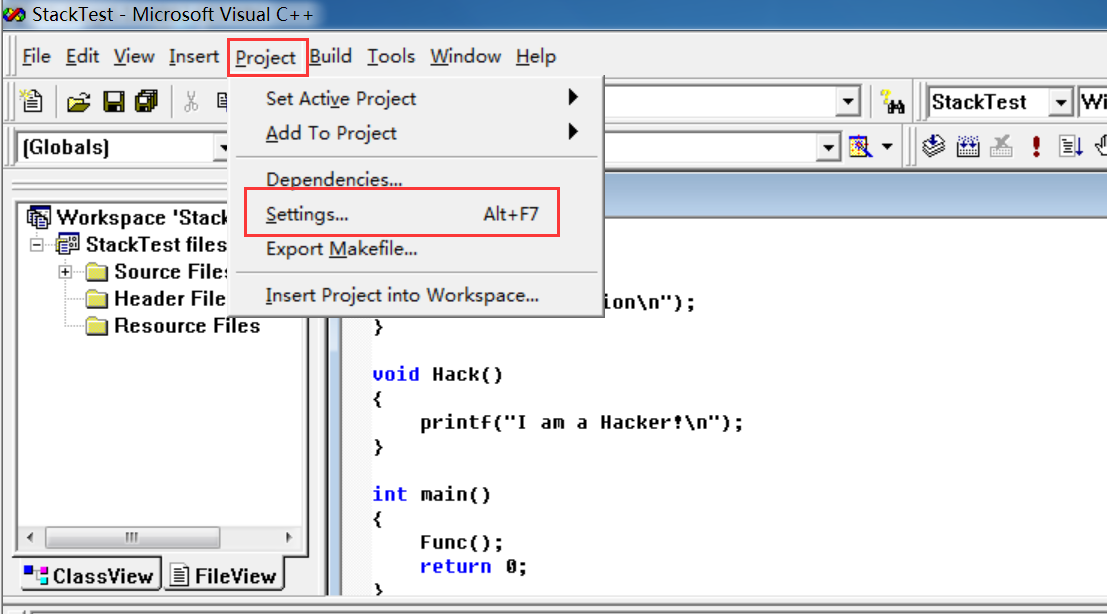 StackTest - Microsoft Visual C++
File Edit View Insert Project Build Tools Window Help
Set Active Project
StackTest
Add To Project
(Globals)
Dependencies...
Settings... Alt+F7
Export Makefile...
Insert Project into Workspace...
Workspace 'Stack
StackTest files
Source File
Header File
Resource Files
ion\n");
}
void Hack()
{
printf("I am a Hacker!\n");
}
int main()
{
Func();
return 0;
}
ClassView FileView